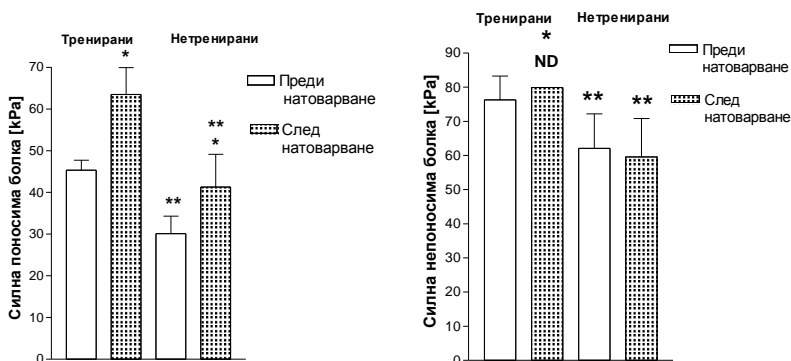 Тренирани
Нетренирани
*
**
**
*
Преди
натоварване
След
натоварване
Силна поносима болка [kPa]
70
60
50
40
30
20
10
0
Тренирани
Нетренирани
*
ND
**
**
Преди
натоварване
След
натоварване
Силна непоносима болка [kPa]
90
80
70
60
50
40
30
20
10
0